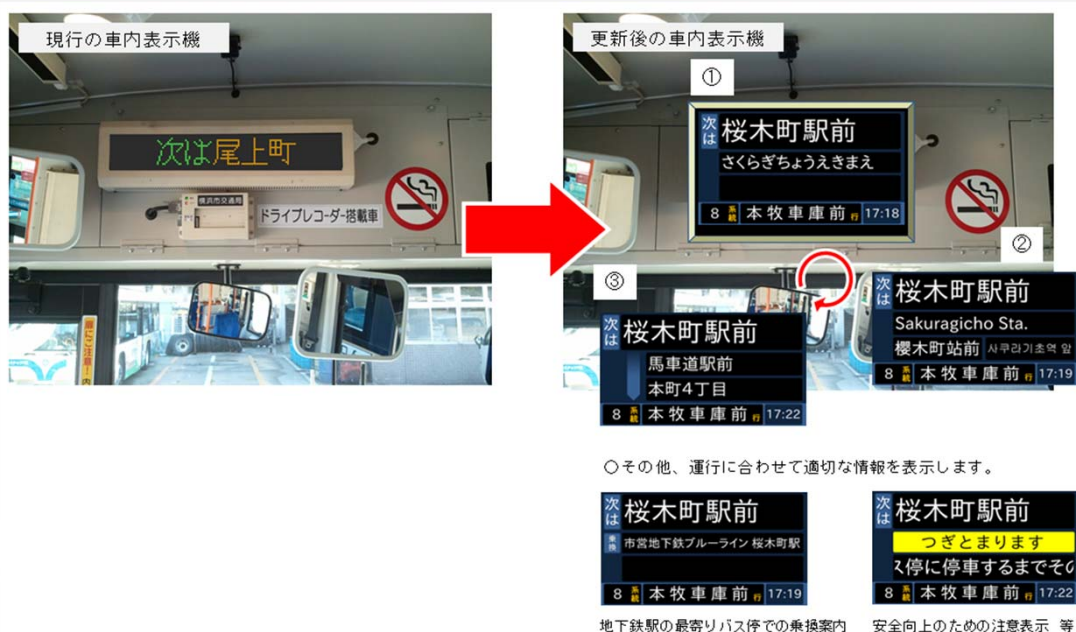 現行の車内表示機
次は尾上町
横浜市交通局
ドライブレコーダー搭載車
更新後の車内表示機
①
次は 桜木町駅前
さくらぎちょうえきまえ
8 系統 本牧車庫前 行 17:18
②
次は 桜木町駅前
Sakuragicho Sta.
櫻木町站前 사쿠라기초역 앞
8 系統 本牧車庫前 行 17:19
③
次は 桜木町駅前
馬車道駅前
本町4丁目
8 系統 本牧車庫前 行 17:22
○その他、運行に合わせて適切な情報を表示します。
次は 桜木町駅前
乗換 市営地下鉄ブルーライン 桜木町駅
8 系統 本牧車庫前 行 17:19
地下鉄駅の最寄りバス停での乗換案内
次は 桜木町駅前
つぎとまります
ス停に停車するまでその
8 系統 本牧車庫前 行 17:22
安全向上のための注意表示 等